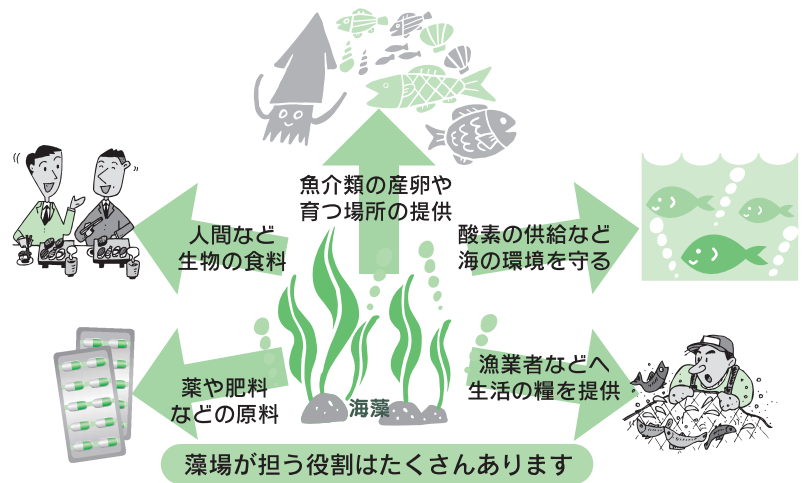 魚介類の産卵や
育つ場所の提供
人間など
生物の食料
酸素の供給など
海の環境を守る
薬や肥料
などの原料
漁業者などへ
生活の糧を提供
海藻
藻場が担う役割はたくさんあります